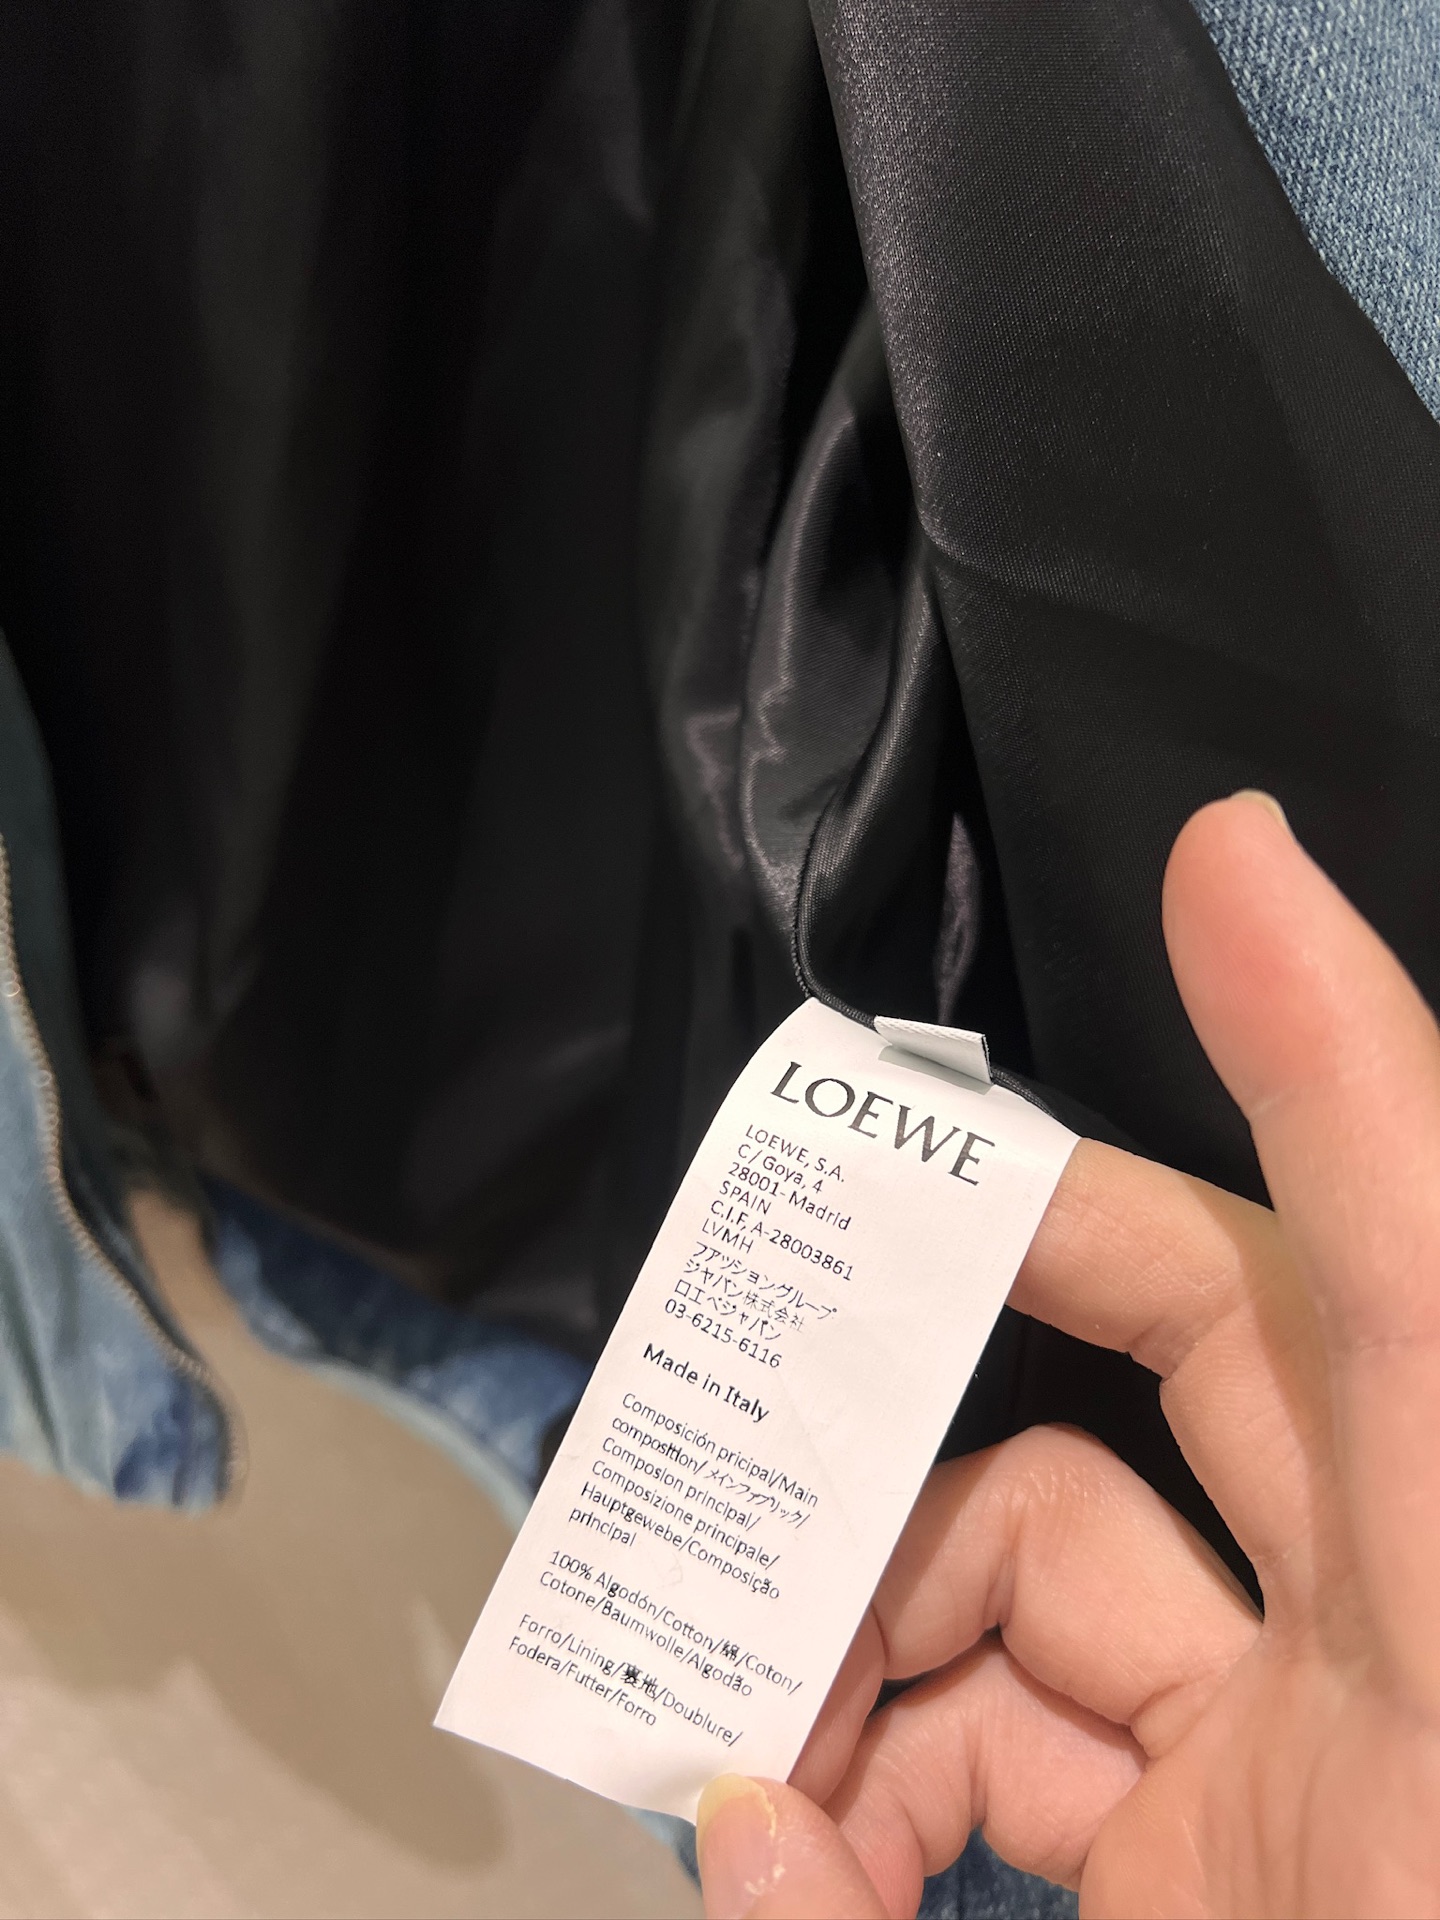 LOEWE
LOEWE, S.A.
C/ Goya, 4
28001- Madrid
SPAIN
C.I.F, A-28003861
LVMH
ファッショングループ
ジャパン株式会社
ロエベジャパン
03-6215-6116
Made in Italy
Composición pricipal/Main
composition/メインファブリック/
Composion principal/
Composizione principale/
Hauptgewebe/Composição
principal
100% Algodón/Cotton/綿/Coton/
Cotone/Baumwolle/Algodão
Forro/Lining/裏地/Doublure/
Fodera/Futter/Forro